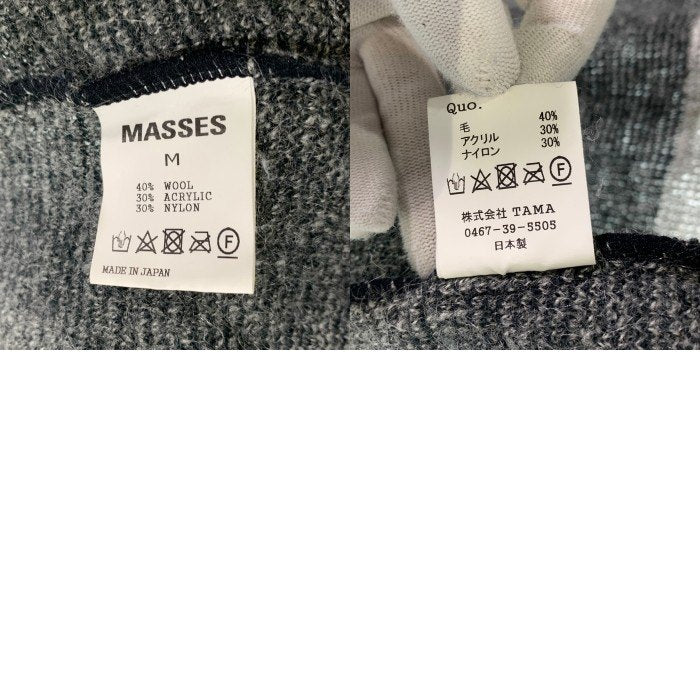 MASSES
M
40% WOOL
30% ACRYLIC
30% NYLON
F
MADE IN JAPAN
Quo.
毛 40%
アクリル 30%
ナイロン 30%
F
株式会社 TAMA
0467-39-5505
日本製